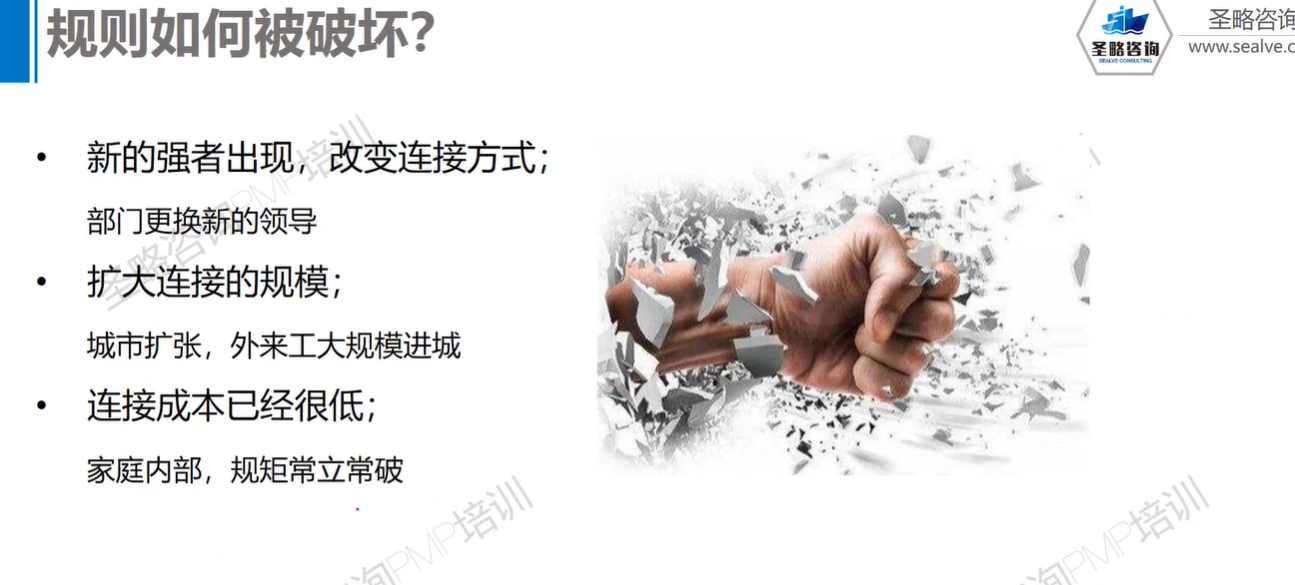 规则如何被破坏？
圣略咨询
SEALVE CONSULTING
圣略咨询
www.sealve.c
• 新的强者出现，改变连接方式；
部门更换新的领导
• 扩大连接的规模；
城市扩张，外来工大规模进城
• 连接成本已经很低；
家庭内部，规矩常立常破
圣略咨询PMP培训
询PMP培训
询PMP培训